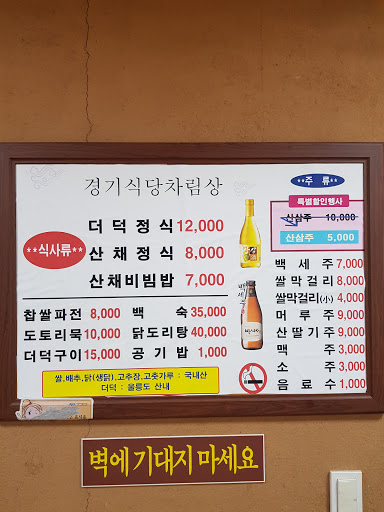 경기식당차림상
**식사류**
더덕정식 12,000
산채정식 8,000
산채비빔밥 7,000
찹쌀파전 8,000 백숙 35,000
도토리묵 10,000 닭도리탕 40,000
더덕구이 15,000 공기밥 1,000
쌀,배추,닭(생닭),고추장,고춧가루 : 국내산
더덕 : 울릉도 산내
**주류**
특별할인행사
산삼주 10,000
산삼주 5,000
백세주 7,000
쌀막걸리 8,000
쌀막걸리(小) 4,000
머루주 9,000
산딸기주 9,000
맥주 3,000
소주 3,000
음료수 1,000
벽에 기대지 마세요